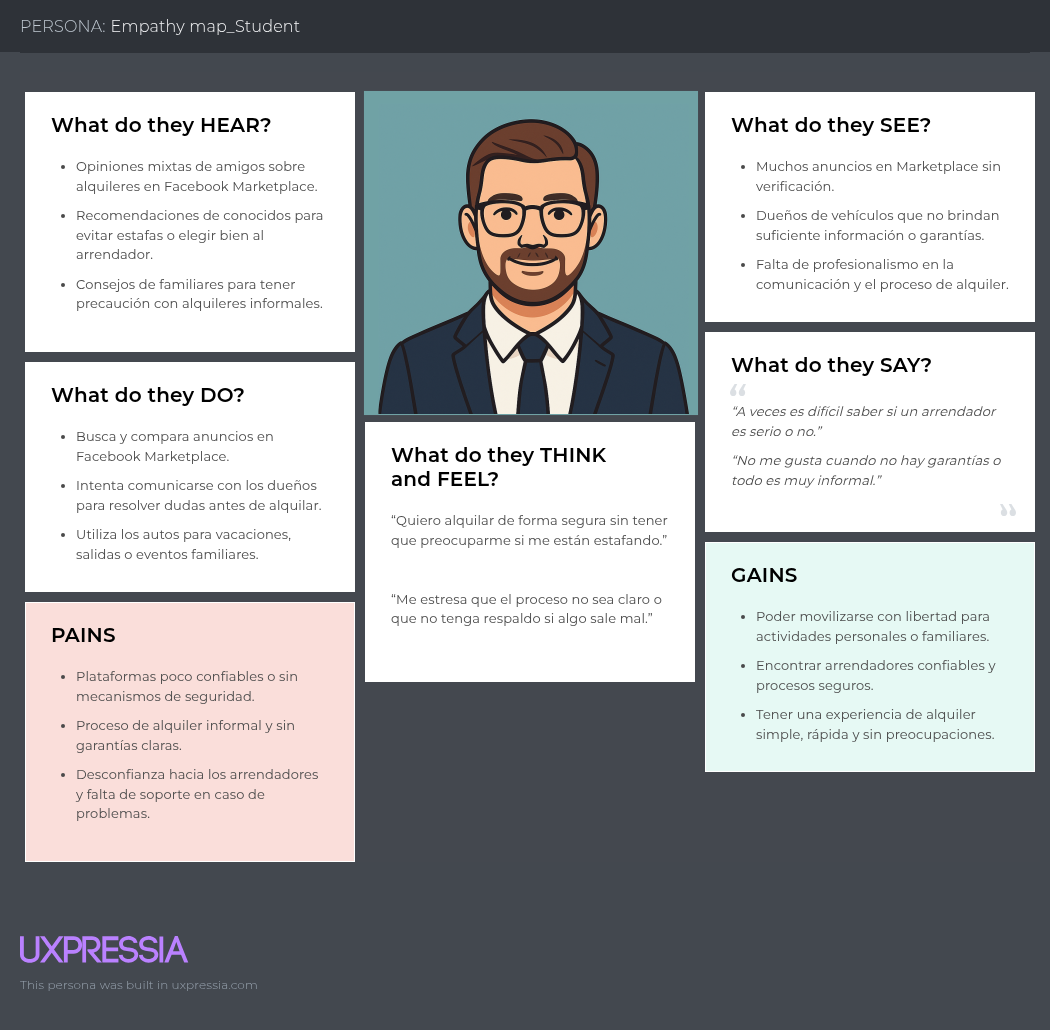 PERSONA: Empathy map_Student
What do they HEAR?
• Opiniones mixtas de amigos sobre
alquileres en Facebook Marketplace.
• Recomendaciones de conocidos para
evitar estafas o elegir bien al
arrendador.
• Consejos de familiares para tener
precaución con alquileres informales.
What do they DO?
• Busca y compara anuncios en
Facebook Marketplace.
• Intenta comunicarse con los dueños
para resolver dudas antes de alquilar.
• Utiliza los autos para vacaciones,
salidas o eventos familiares.
PAINS
• Plataformas poco confiables o sin
mecanismos de seguridad.
• Proceso de alquiler informal y sin
garantías claras.
• Desconfianza hacia los arrendadores
y falta de soporte en caso de
problemas.
What do they THINK
and FEEL?
“Quiero alquilar de forma segura sin tener
que preocuparme si me están estafando.”
“Me estresa que el proceso no sea claro o
que no tenga respaldo si algo sale mal.”
What do they SEE?
• Muchos anuncios en Marketplace sin
verificación.
• Dueños de vehículos que no brindan
suficiente información o garantías.
• Falta de profesionalismo en la
comunicación y el proceso de alquiler.
What do they SAY?
“A veces es difícil saber si un arrendador
es serio o no.”
“No me gusta cuando no hay garantías o
todo es muy informal.”
GAINS
• Poder movilizarse con libertad para
actividades personales o familiares.
• Encontrar arrendadores confiables y
procesos seguros.
• Tener una experiencia de alquiler
simple, rápida y sin preocupaciones.
UXPRESSIA
This persona was built in uxpressia.com